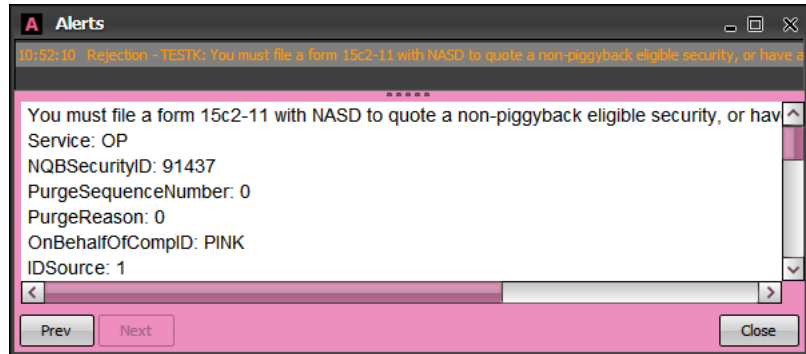 A Alerts
10:52:10 Rejection - TESTK: You must file a form 15c2-11 with NASD to quote a non-piggyback eligible security, or have a
You must file a form 15c2-11 with NASD to quote a non-piggyback eligible security, or hav
Service: OP
NQBSecurityID: 91437
PurgeSequenceNumber: 0
PurgeReason: 0
OnBehalfOfCompID: PINK
IDSource: 1
Prev Next Close